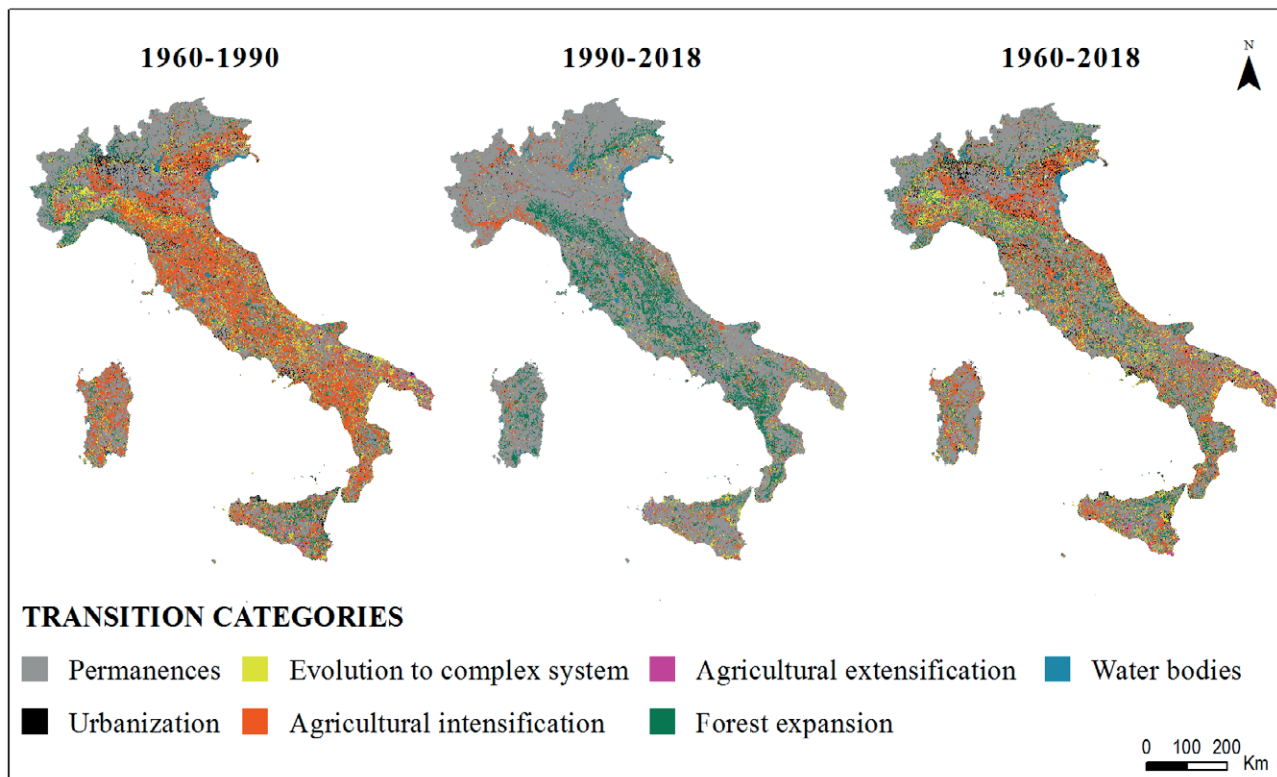 1960-1990 1990-2018 1960-2018
N
TRANSITION CATEGORIES
Permanences Evolution to complex system Agricultural extensification Water bodies
Urbanization Agricultural intensification Forest expansion
0 100 200
Km